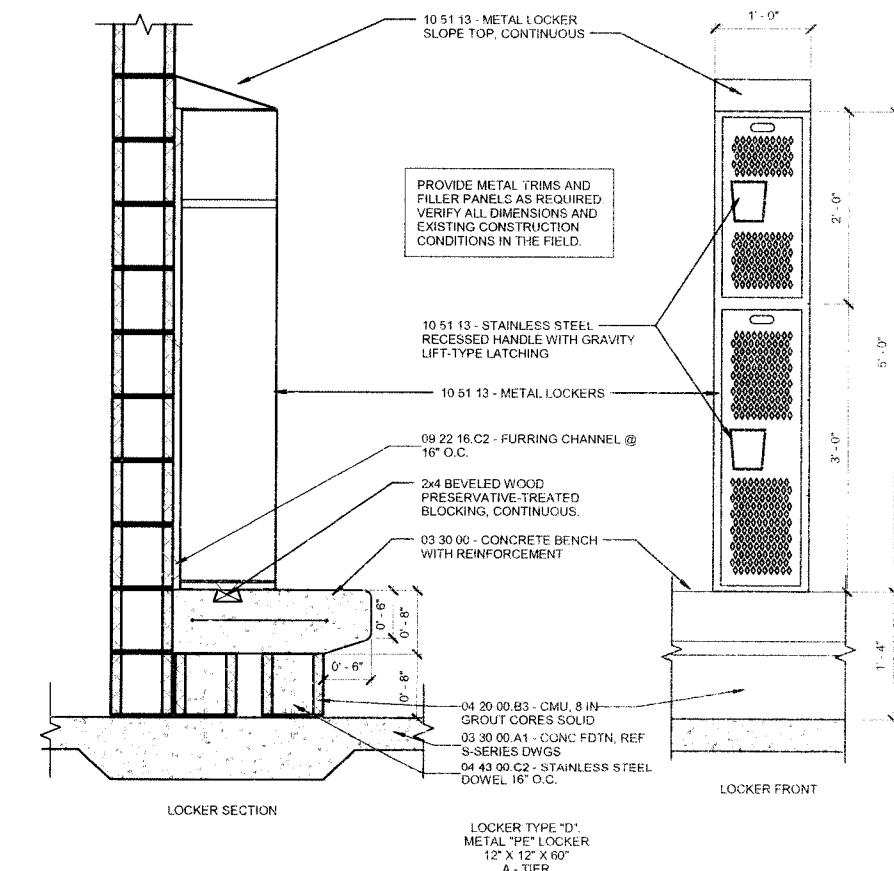 10 51 13 - METAL LOCKER
SLOPE TOP, CONTINUOUS
1' - 0"
PROVIDE METAL TRIMS AND
FILLER PANELS AS REQUIRED.
VERIFY ALL DIMENSIONS AND
EXISTING CONSTRUCTION
CONDITIONS IN THE FIELD.
2' - 0"
10 51 13 - STAINLESS STEEL
RECESSED HANDLE WITH GRAVITY
LIFT-TYPE LATCHING
5' - 0"
10 51 13 - METAL LOCKERS
3' - 0"
09 22 16.C2 - FURRING CHANNEL @
16" O.C.
2x4 BEVELED WOOD
PRESERVATIVE-TREATED
BLOCKING, CONTINUOUS.
03 30 00 - CONCRETE BENCH
WITH REINFORCEMENT
0' - 6"
0' - 8"
0' - 6"
0' - 8"
1' - 4"
04 20 00.B3 - CMU, 8 IN
GROUT CORES SOLID
03 30 00.A1 - CONC FDTN, REF
S-SERIES DWGS
04 43 00.C2 - STAINLESS STEEL
DOWEL 16" O.C.
LOCKER SECTION
LOCKER FRONT
LOCKER TYPE "D".
METAL "PE" LOCKER
12" X 12" X 60"
A - TIER